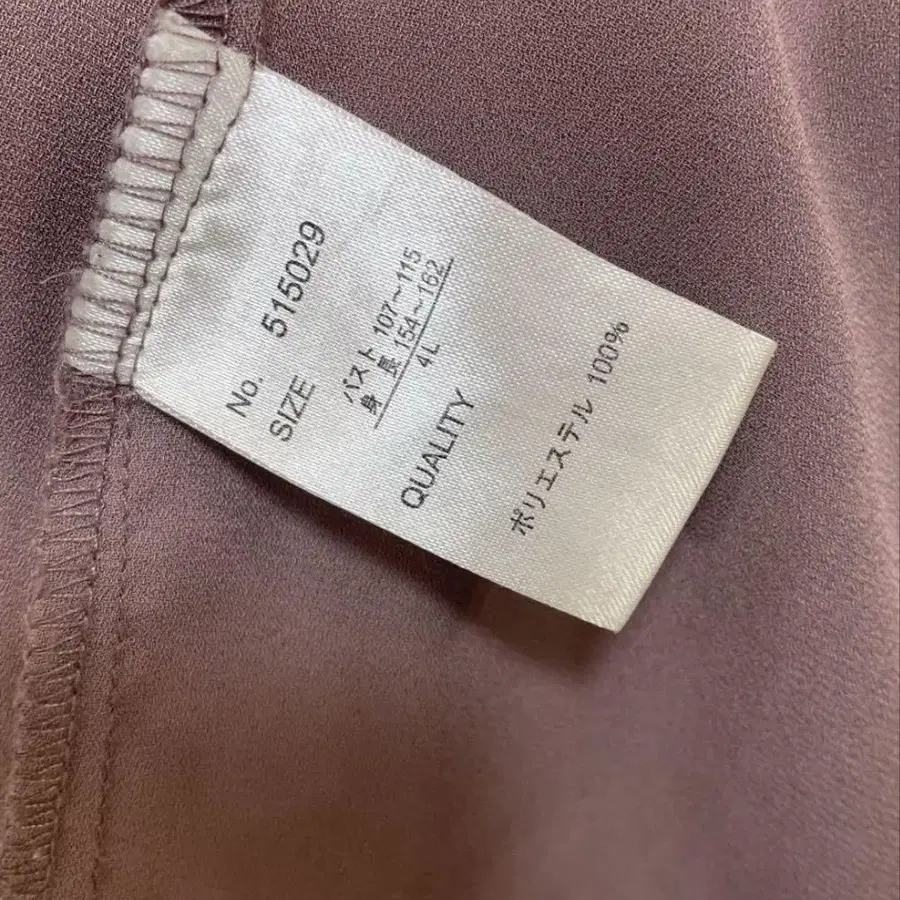 No. 515029
SIZE
バスト 107～115
身 長 154～162
4L
QUALITY
ポリエステル 100%